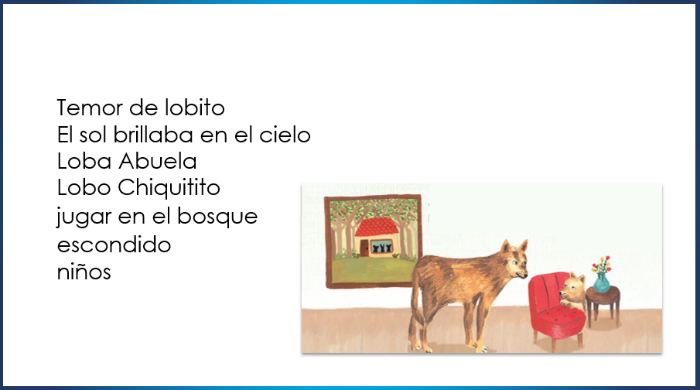 Temor de lobito
El sol brillaba en el cielo
Loba Abuela
Lobo Chiquitito
jugar en el bosque
escondido
niños